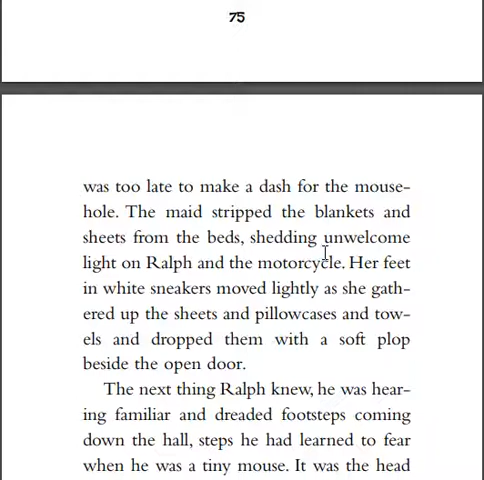 75
was too late to make a dash for the mouse-
hole. The maid stripped the blankets and
sheets from the beds, shedding unwelcome
light on Ralph and the motorcycle. Her feet
in white sneakers moved lightly as she gath-
ered up the sheets and pillowcases and tow-
els and dropped them with a soft plop
beside the open door.
The next thing Ralph knew, he was hear-
ing familiar and dreaded footsteps coming
down the hall, steps he had learned to fear
when he was a tiny mouse. It was the head